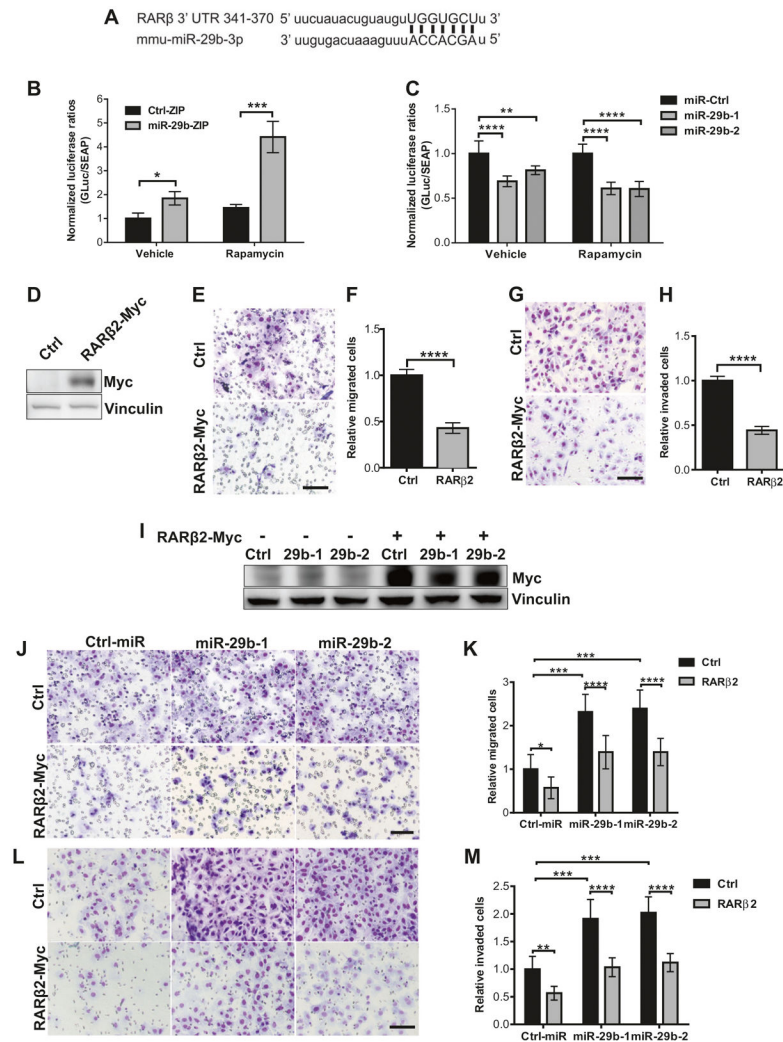 A
RARβ 3' UTR 341-370 5' uucuauacuguauguUGGUGCUu 3'
mmu-miR-29b-3p 3' uugugacuaaaguuuACCACGAu 5'
B
Normalized luciferase ratios
(GLuc/SEAP)
6
5
4
3
2
1
0
Ctrl-ZIP
miR-29b-ZIP
*
***
Vehicle
Rapamycin
C
Normalized luciferase ratios
(GLuc/SEAP)
1.5
1.0
0.5
0.0
**
****
****
****
miR-Ctrl
miR-29b-1
miR-29b-2
Vehicle
Rapamycin
D
Ctrl
RARβ2-Myc
Myc
Vinculin
E
Ctrl
RARβ2-Myc
F
Relative migrated cells
1.5
1.0
0.5
0.0
****
Ctrl
RARβ2
G
Ctrl
RARβ2-Myc
H
Relative invaded cells
1.5
1.0
0.5
0.0
****
Ctrl
RARβ2
I
RARβ2-Myc - - - + + +
Ctrl 29b-1 29b-2 Ctrl 29b-1 29b-2
Myc
Vinculin
J
Ctrl-miR miR-29b-1 miR-29b-2
Ctrl
RARβ2-Myc
K
Relative migrated cells
3
2
1
0
***
***
*
****
****
Ctrl
RARβ2
Ctrl-miR miR-29b-1 miR-29b-2
L
Ctrl
RARβ2-Myc
M
Relative invaded cells
3.0
2.5
2.0
1.5
1.0
0.5
0.0
***
***
**
****
****
Ctrl
RARβ2
Ctrl-miR miR-29b-1 miR-29b-2